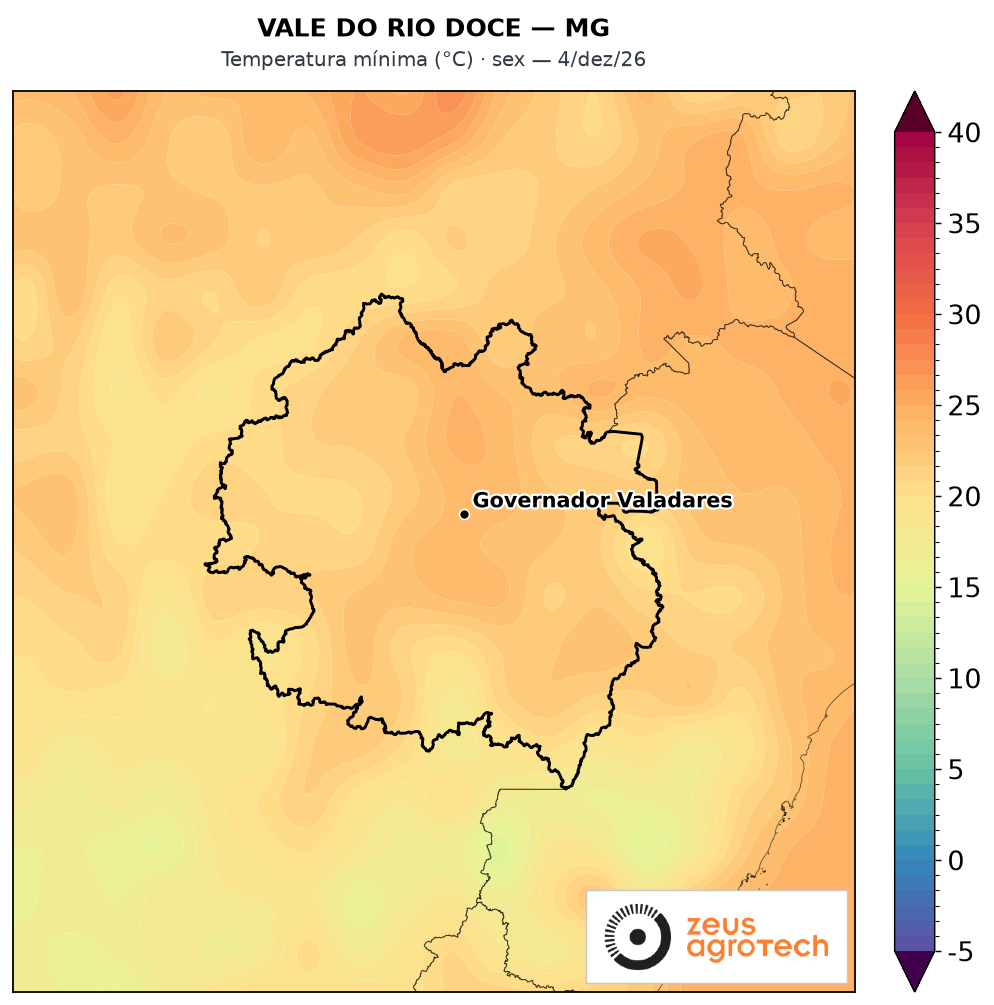 VALE DO RIO DOCE — MG
Temperatura mínima (°C) · sex — 4/dez/26
40
35
30
25
20
15
10
5
0
-5
Governador Valadares
zeus
agrotech